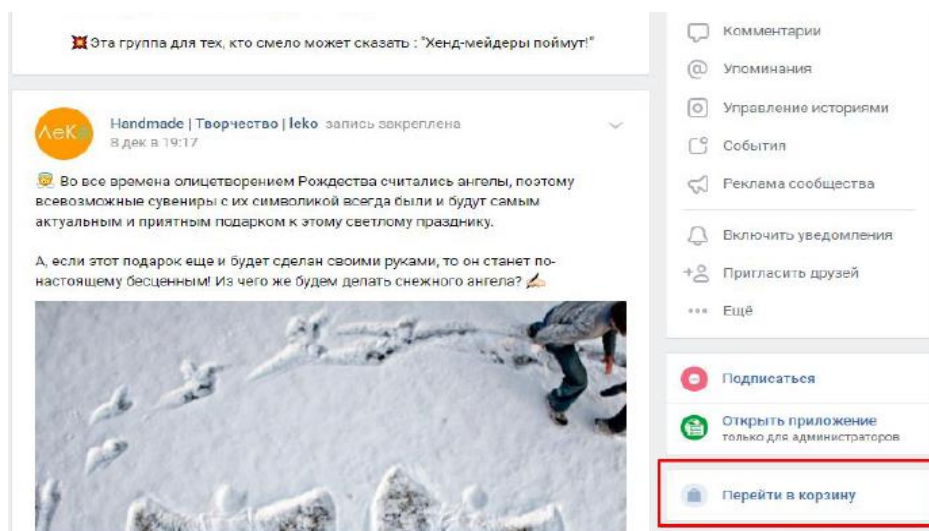 💥 Эта группа для тех, кто смело может сказать : "Хенд-мейдеры поймут!"
ЛеКо
Handmade | Творчество | leko запись закреплена
8 дек в 19:17
Во все времена олицетворением Рождества считались ангелы, поэтому
всевозможные сувениры с их символикой всегда были и будут самым
актуальным и приятным подарком к этому светлому празднику.
А, если этот подарок еще и будет сделан своими руками, то он станет по-
настоящему бесценным! Из чего же будем делать снежного ангела? ✍
Комментарии
Упоминания
Управление историями
События
Реклама сообщества
Включить уведомления
Пригласить друзей
Ещё
Подписаться
Открыть приложение
только для администраторов
Перейти в корзину